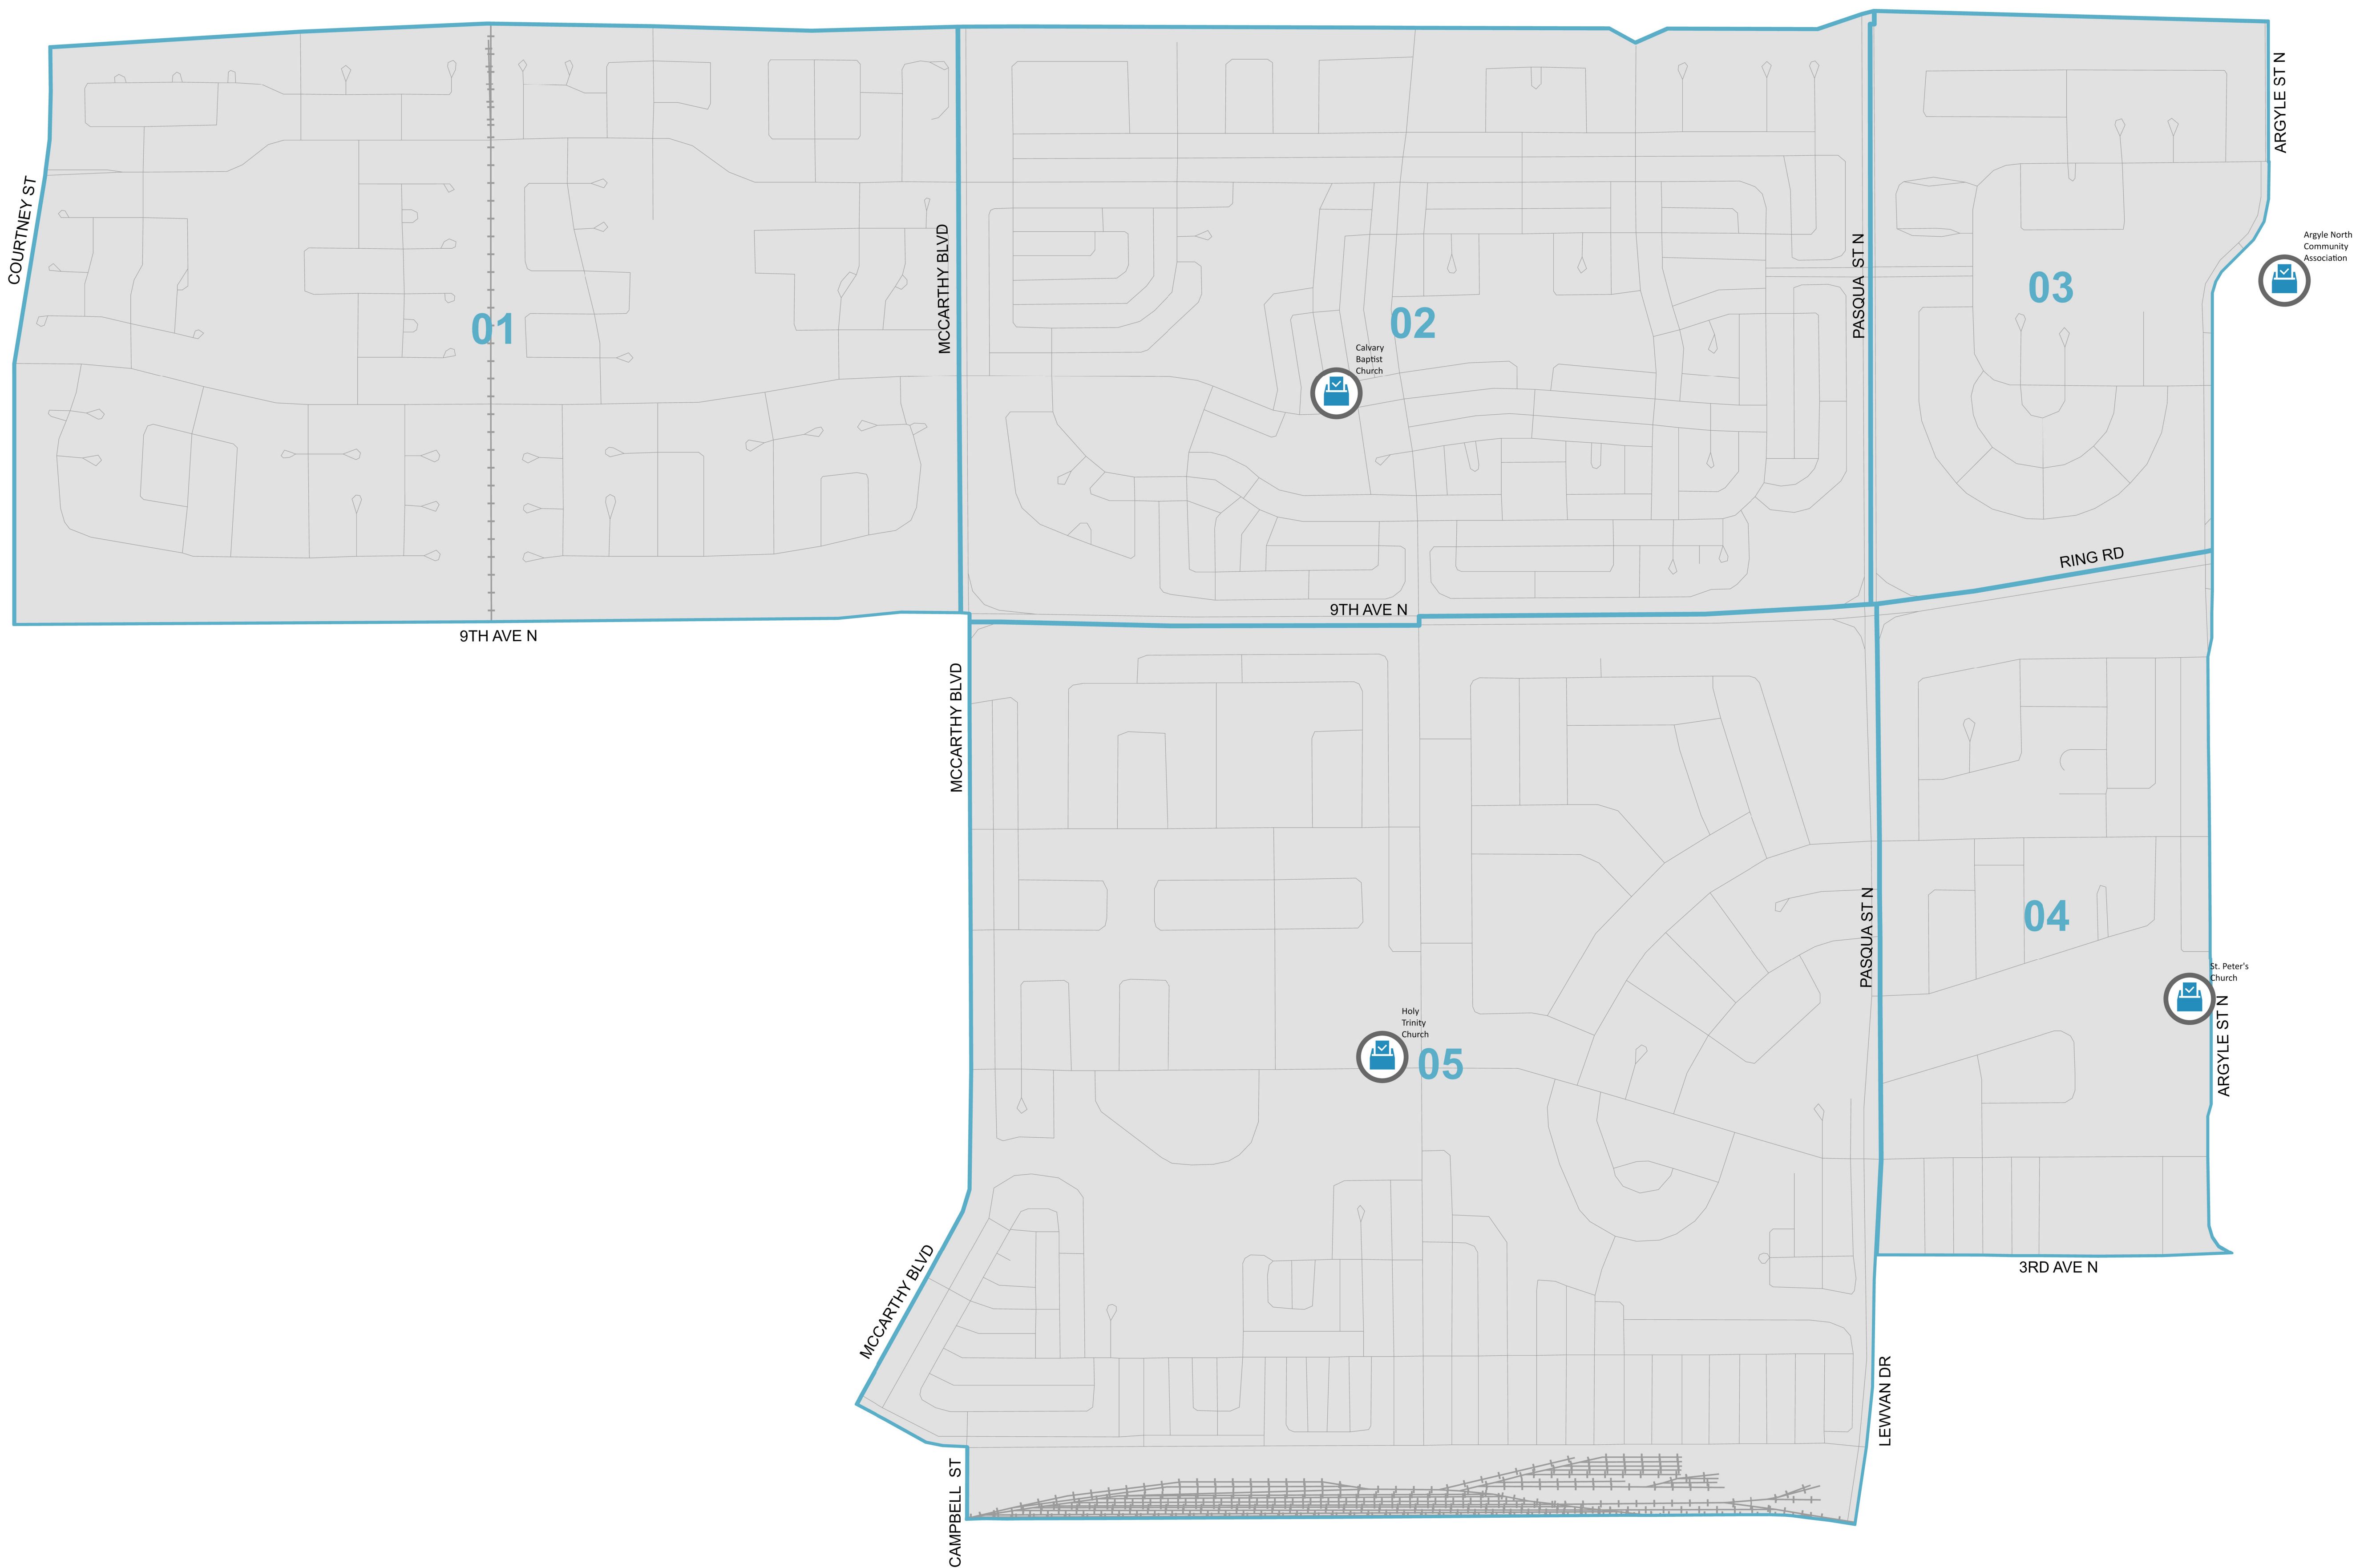 ARGYLE ST N
COURTNEY ST
MCCARTHY BLVD
PASQUA ST N
Argyle North
Community
Association
03
01
02
Calvary
Baptist
Church
RING RD
9TH AVE N
9TH AVE N
MCCARTHY BLVD
PASQUA ST N
04
St. Peter's
Church
ARGYLE ST N
Holy
Trinity
Church
05
MCCARTHY BLVD
3RD AVE N
LEWVAN DR
CAMPBELL ST